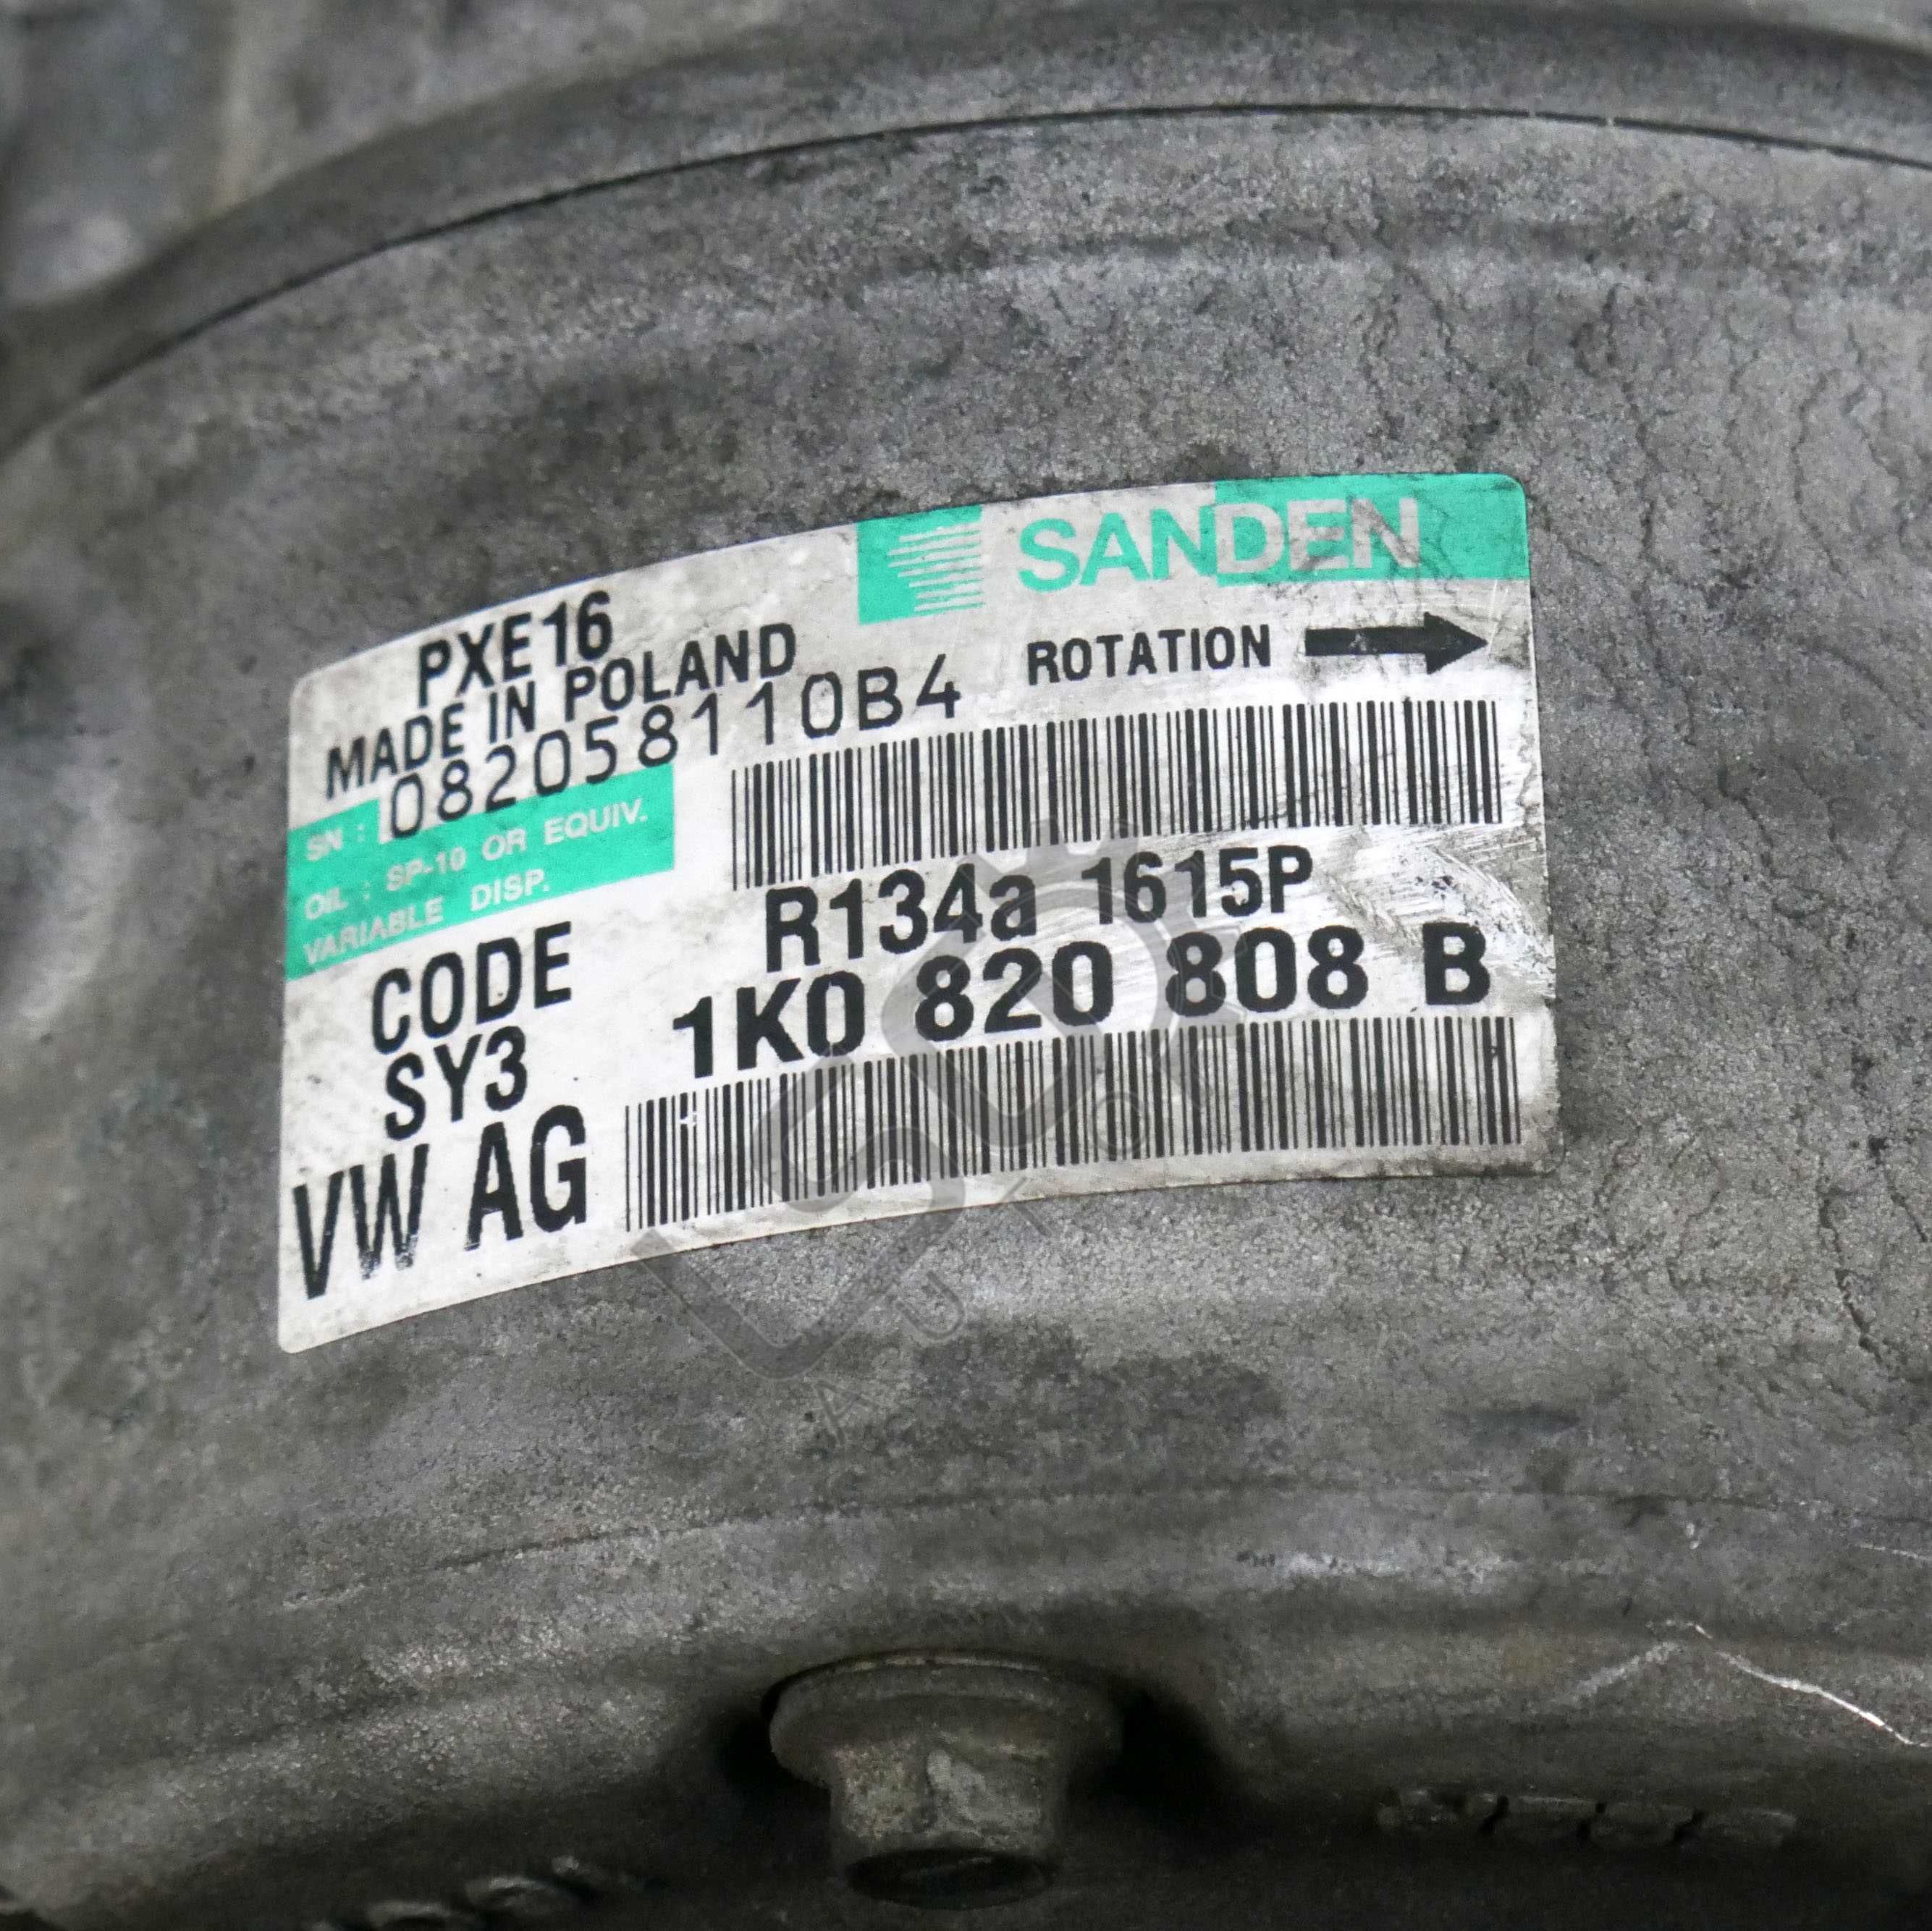 SANDEN
PXE16
MADE IN POLAND
ROTATION
SN : 082058110B4
OIL : SP-10 OR EQUIV.
VARIABLE DISP.
R134a 1615P
CODE
SY3
1K0 820 808 B
VW AG